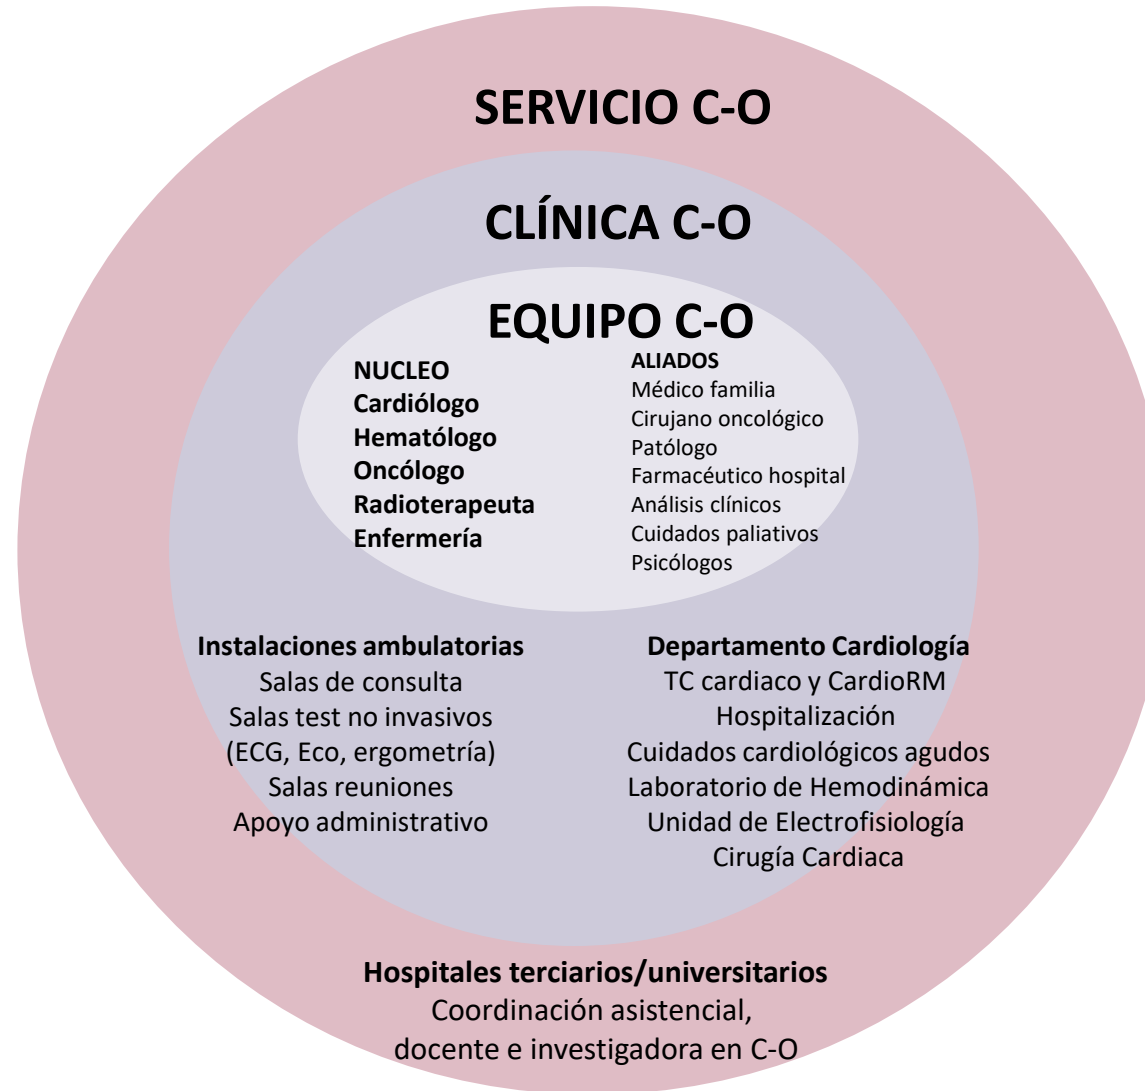 SERVICIO C-O
CLÍNICA C-O
EQUIPO C-O
NUCLEO
Cardiólogo
Hematólogo
Oncólogo
Radioterapeuta
Enfermería
ALIADOS
Médico familia
Cirujano oncológico
Patólogo
Farmacéutico hospital
Análisis clínicos
Cuidados paliativos
Psicólogos
Instalaciones ambulatorias
Salas de consulta
Salas test no invasivos
(ECG, Eco, ergometría)
Salas reuniones
Apoyo administrativo
Departamento Cardiología
TC cardiaco y CardioRM
Hospitalización
Cuidados cardiológicos agudos
Laboratorio de Hemodinámica
Unidad de Electrofisiología
Cirugía Cardiaca
Hospitales terciarios/universitarios
Coordinación asistencial,
docente e investigadora en C-O